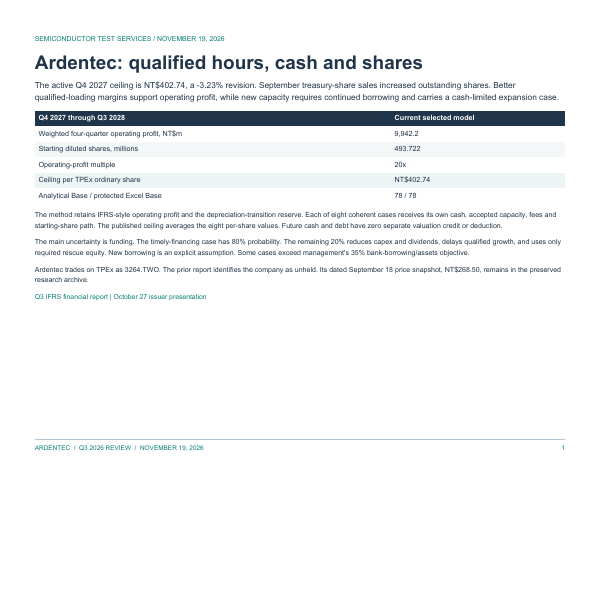 SEMICONDUCTOR TEST SERVICES / NOVEMBER 19, 2026
Ardentec: qualified hours, cash and shares
The active Q4 2027 ceiling is NT$402.74, a -3.23% revision. September treasury-share sales increased outstanding shares. Better
qualified-loading margins support operating profit, while new capacity requires continued borrowing and carries a cash-limited expansion case.
Q4 2027 through Q3 2028 Current selected model
Weighted four-quarter operating profit, NT$m 9,942.2
Starting diluted shares, millions 493.722
Operating-profit multiple 20x
Ceiling per TPEx ordinary share NT$402.74
Analytical Base / protected Excel Base 78 / 78
The method retains IFRS-style operating profit and the depreciation-transition reserve. Each of eight coherent cases receives its own cash, accepted capacity, fees and
starting-share path. The published ceiling averages the eight per-share values. Future cash and debt have zero separate valuation credit or deduction.
The main uncertainty is funding. The timely-financing case has 80% probability. The remaining 20% reduces capex and dividends, delays qualified growth, and uses only
required rescue equity. New borrowing is an explicit assumption. Some cases exceed management's 35% bank-borrowing/assets objective.
Ardentec trades on TPEx as 3264.TWO. The prior report identifies the company as unheld. Its dated September 18 price snapshot, NT$268.50, remains in the preserved
research archive.
Q3 IFRS financial report | October 27 issuer presentation
ARDENTEC / Q3 2026 REVIEW / NOVEMBER 19, 2026 1